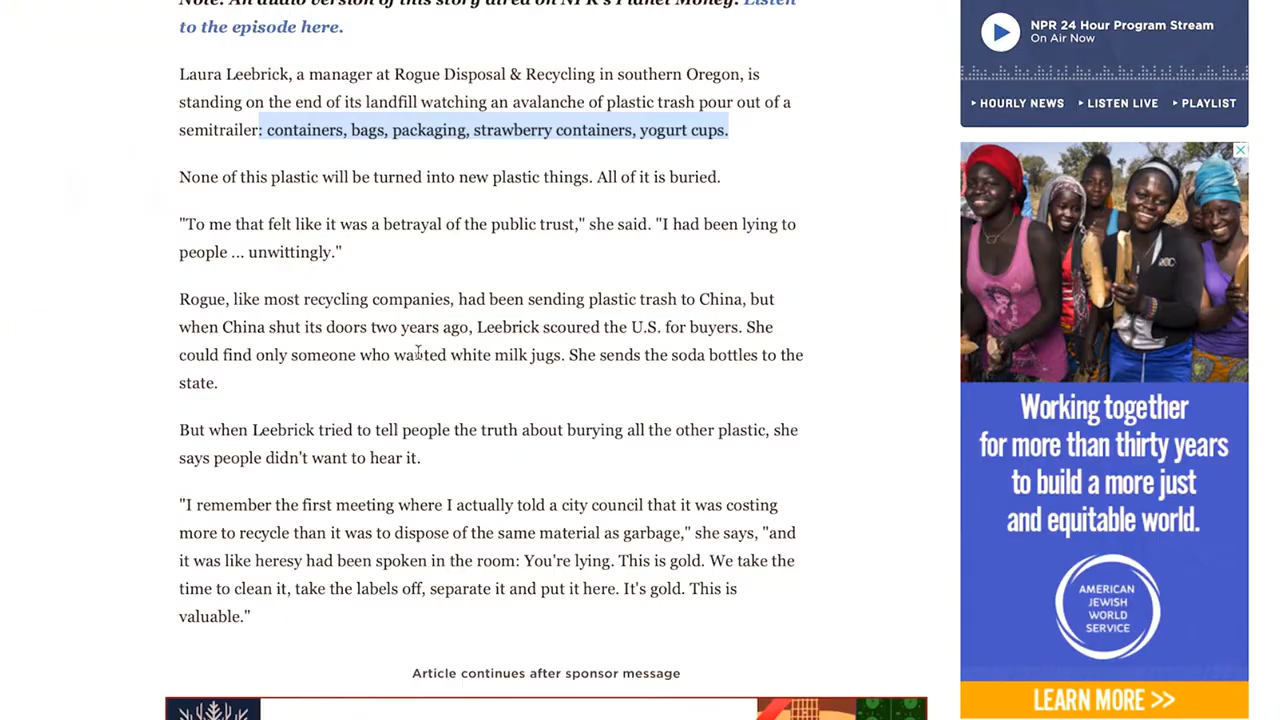 Note: An audio version of this story aired on NPR's Planet Money. Listen
to the episode here.
Laura Leebrick, a manager at Rogue Disposal & Recycling in southern Oregon, is
standing on the end of its landfill watching an avalanche of plastic trash pour out of a
semitrailer: containers, bags, packaging, strawberry containers, yogurt cups.
None of this plastic will be turned into new plastic things. All of it is buried.
"To me that felt like it was a betrayal of the public trust," she said. "I had been lying to
people ... unwittingly."
Rogue, like most recycling companies, had been sending plastic trash to China, but
when China shut its doors two years ago, Leebrick scoured the U.S. for buyers. She
could find only someone who wanted white milk jugs. She sends the soda bottles to the
state.
But when Leebrick tried to tell people the truth about burying all the other plastic, she
says people didn't want to hear it.
"I remember the first meeting where I actually told a city council that it was costing
more to recycle than it was to dispose of the same material as garbage," she says, "and
it was like heresy had been spoken in the room: You're lying. This is gold. We take the
time to clean it, take the labels off, separate it and put it here. It's gold. This is
valuable."
Article continues after sponsor message
NPR 24 Hour Program Stream
On Air Now
HOURLY NEWS LISTEN LIVE PLAYLIST
Working together
for more than thirty years
to build a more just
and equitable world.
AMERICAN
JEWISH
WORLD
SERVICE
LEARN MORE >>